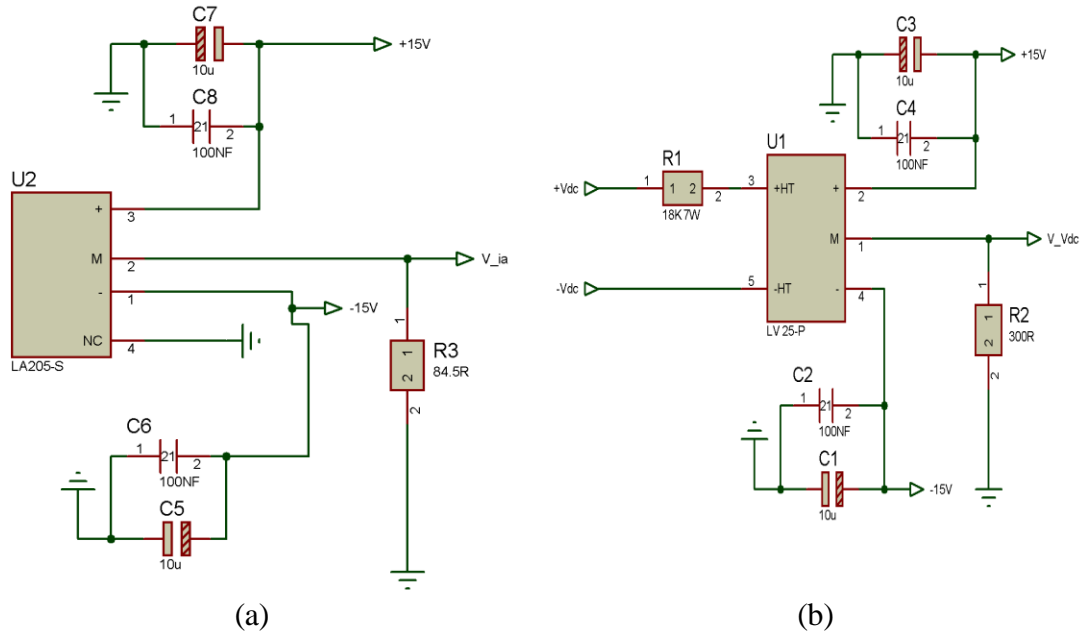 C7
10u
+15V
C8
1 21 2
100NF
U2
+
3
M
2
V_ia
-
1
-15V
NC
4
LA205-S
1
1
2
2
R3
84.5R
C6
1 21 2
100NF
C5
10u
(a)
C3
10u
+15V
C4
1 21 2
100NF
U1
R1
+Vdc
1 1 2 2
18K7W
3 +HT
+ 2
M 1
V_Vdc
-Vdc
5 -HT
- 4
LV 25-P
1
1
2
2
R2
300R
C2
1 21 2
100NF
C1
10u
-15V
(b)